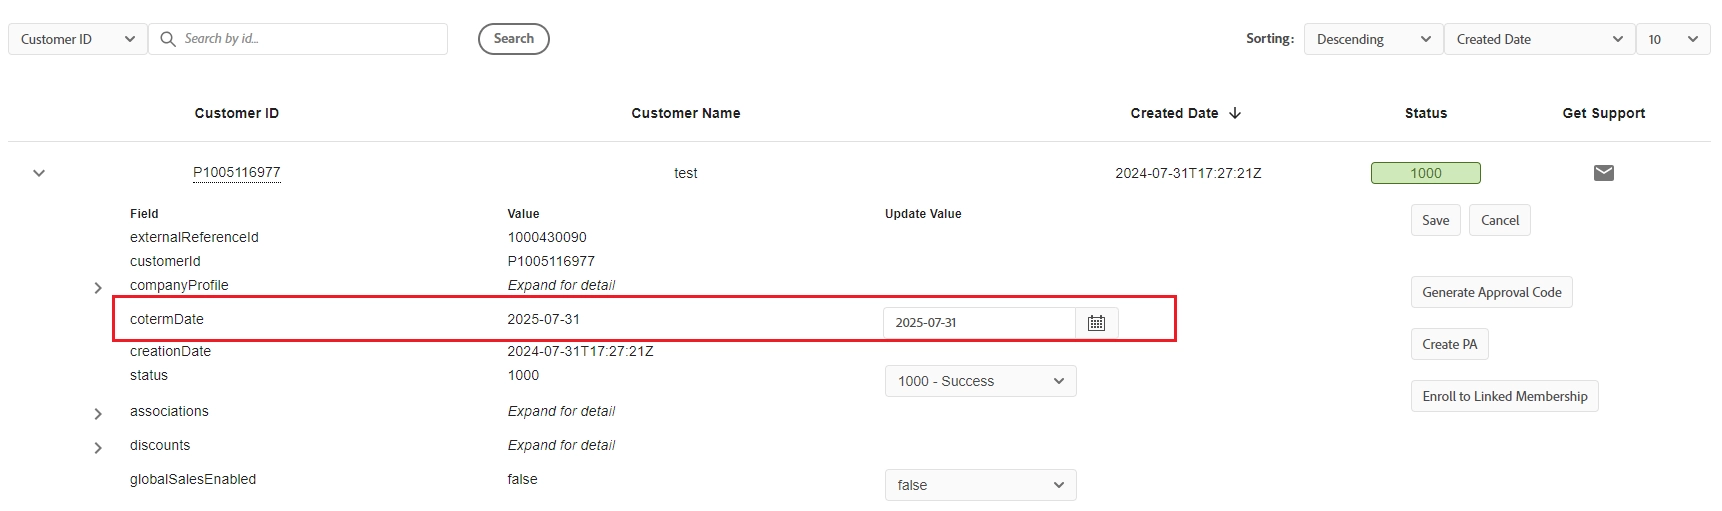 Customer ID Search by id... Search Sorting: Descending Created Date 10
Customer ID Customer Name Created Date Status Get Support
P1005116977 test 2024-07-31T17:27:21Z 1000
Field Value Update Value Save Cancel
externalReferenceId 1000430090
customerId P1005116977
companyProfile Expand for detail Generate Approval Code
cotermDate 2025-07-31 2025-07-31
creationDate 2024-07-31T17:27:21Z Create PA
status 1000 1000 - Success
associations Expand for detail Enroll to Linked Membership
discounts Expand for detail
globalSalesEnabled false false